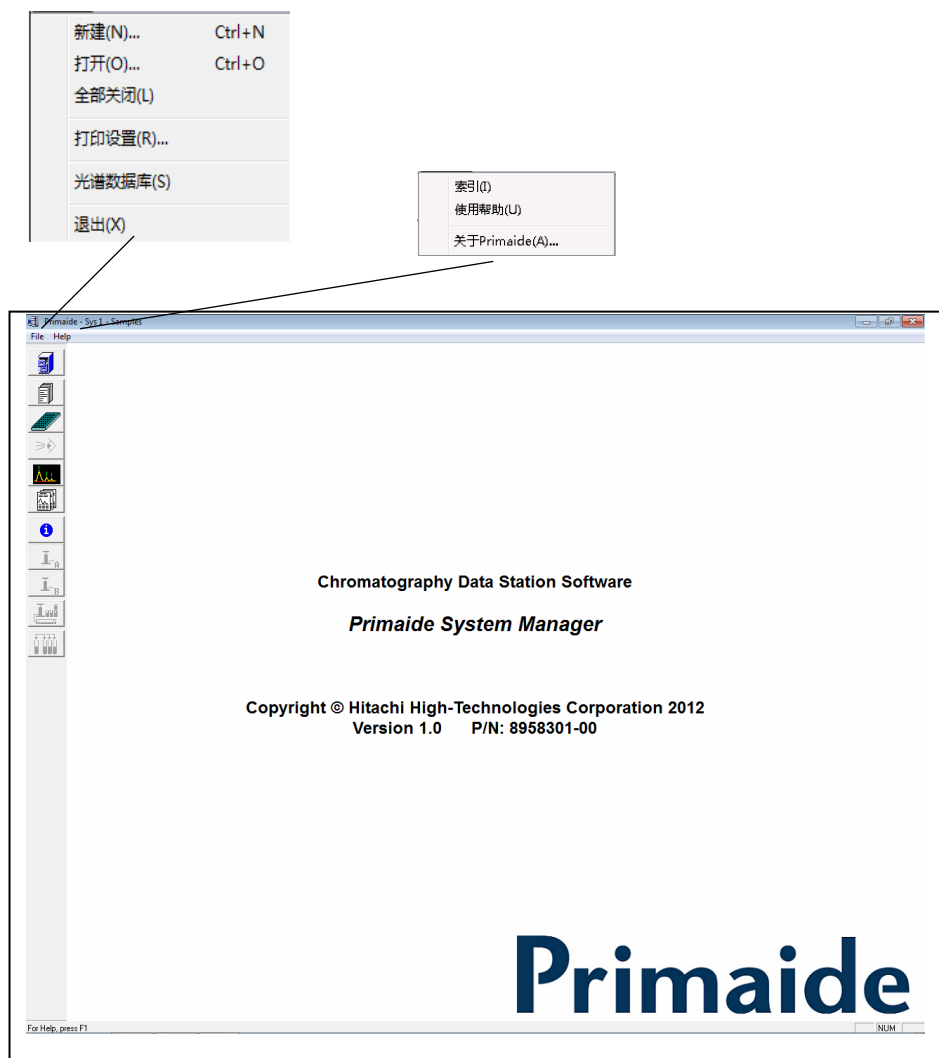 新建(N)... Ctrl+N
打开(O)... Ctrl+O
全部关闭(L)
打印设置(R)...
光谱数据库(S)
退出(X)
索引(I)
使用帮助(U)
关于Primaide(A)...
Primaide - Sys1 - Samples
File Help
A
B
Chromatography Data Station Software
Primaide System Manager
Copyright © Hitachi High-Technologies Corporation 2012
Version 1.0 P/N: 8958301-00
Primaide
For Help, press F1 NUM